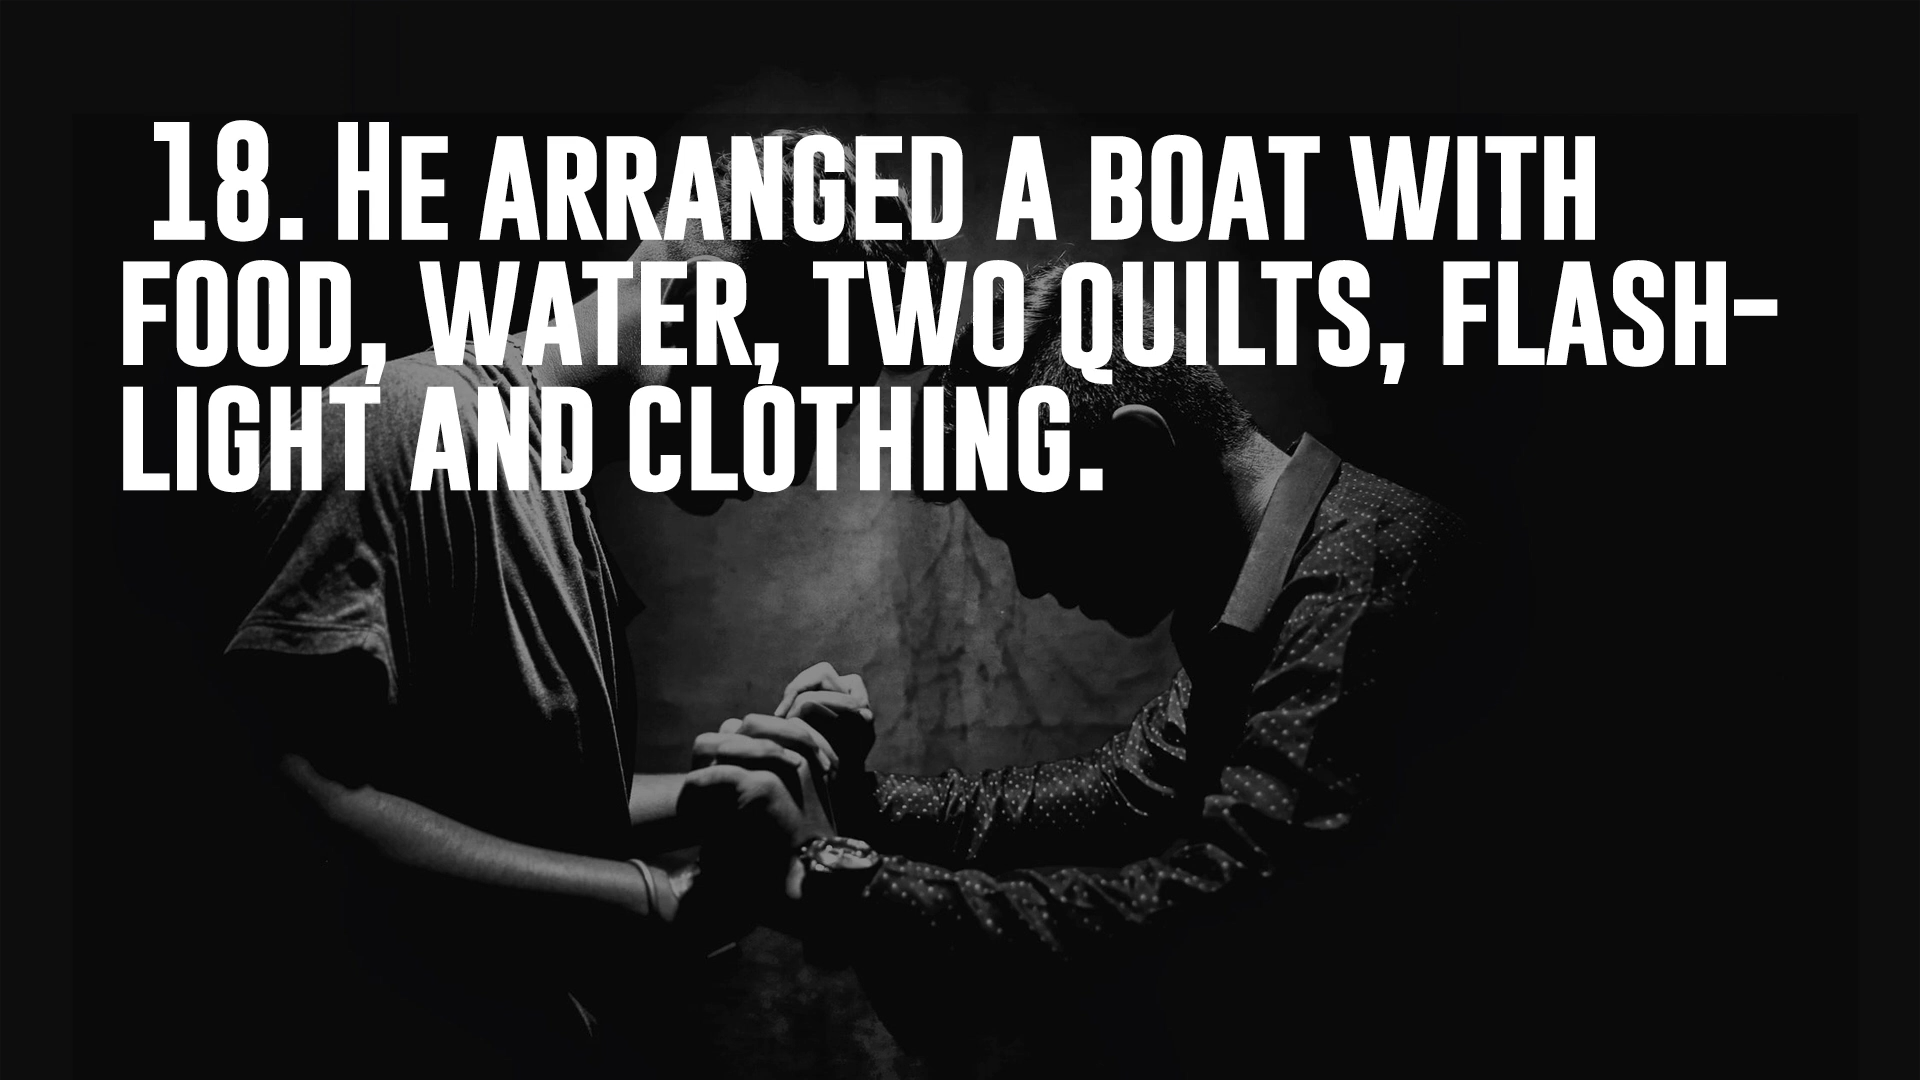 18. He arranged a boat with
food, water, two quilts, flash-
light and clothing.